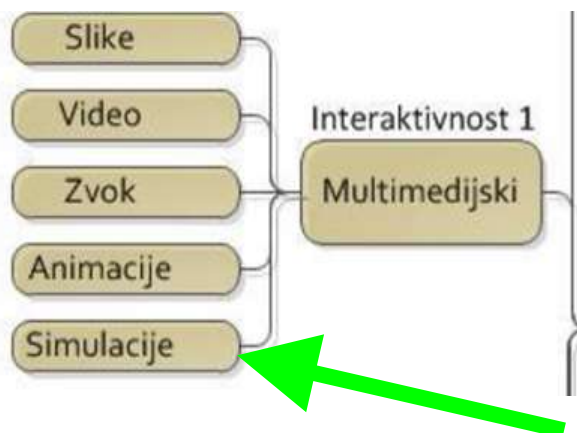 Slike
Video
Zvok
Animacije
Simulacije
Interaktivnost 1
Multimedijski